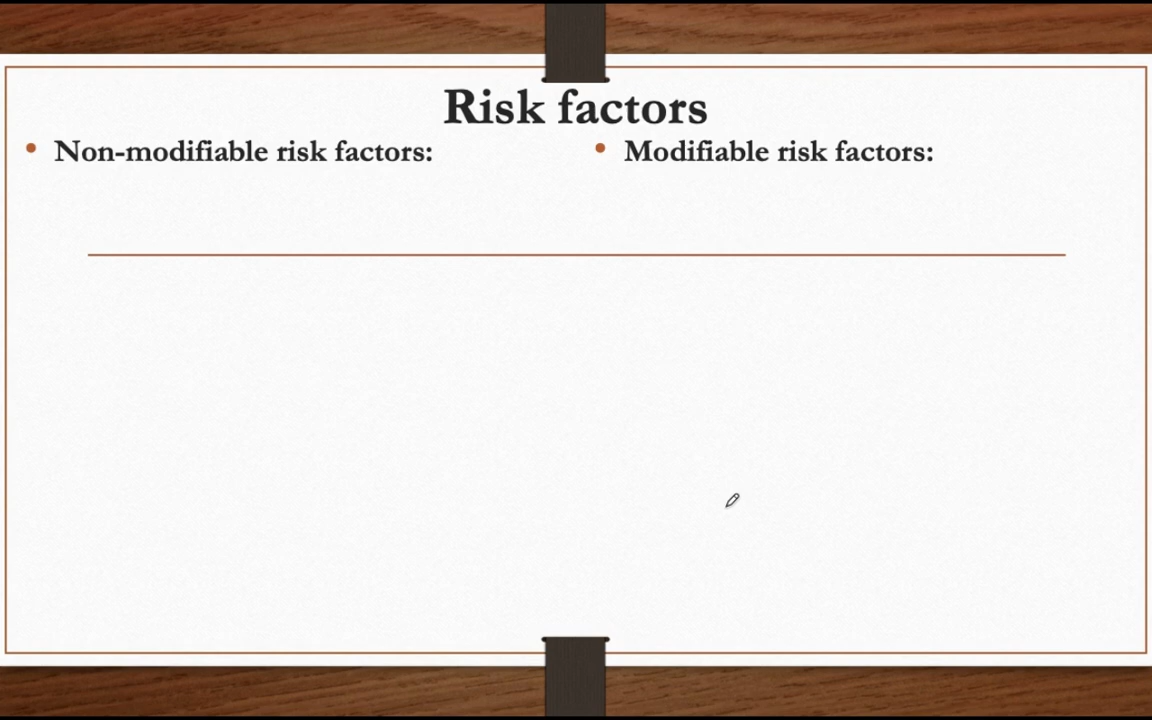 Risk factors
• Non-modifiable risk factors:
• Modifiable risk factors: